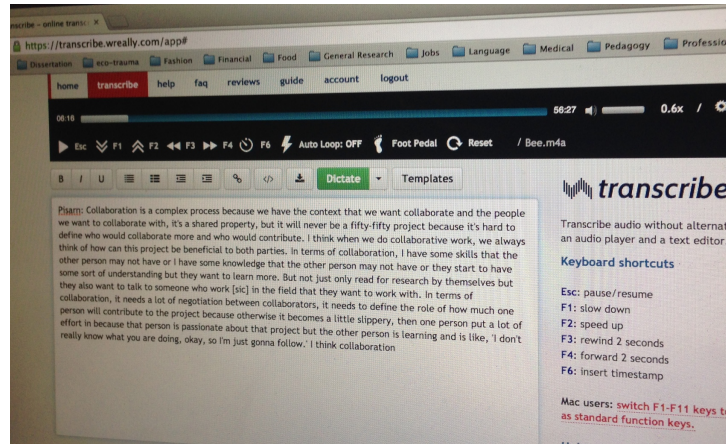 nscribe – online transc
https://transcribe.wreally.com/app#
Dissertation eco-trauma Fashion Financial Food General Research Jobs Language Medical Pedagogy Professio
home transcribe help faq reviews guide account logout
06:16 56:27 0.6x /
Esc F1 F2 F3 F4 F6 Auto Loop: OFF Foot Pedal Reset / Bee.m4a
B I U Dictate Templates
Pisarn: Collaboration is a complex process because we have the context that we want collaborate and the people
we want to collaborate with, it's a shared property, but it will never be a fifty-fifty project because it's hard to
define who would collaborate more and who would contribute. I think when we do collaborative work, we always
think of how can this project be beneficial to both parties. In terms of collaboration, I have some skills that the
other person may not have or I have some knowledge that the other person may not have or they start to have
some sort of understanding but they want to learn more. But not just only read for research by themselves but
they also want to talk to someone who work [sic] in the field that they want to work with. In terms of
collaboration, it needs a lot of negotiation between collaborators, it needs to define the role of how much one
person will contribute to the project because otherwise it becomes a little slippery, then one person put a lot of
effort in because that person is passionate about that project but the other person is learning and is like, 'I don't
really know what you are doing, okay, so I'm just gonna follow.' I think collaboration
transcribe
Transcribe audio without alternat
an audio player and a text editor.
Keyboard shortcuts
Esc: pause/resume
F1: slow down
F2: speed up
F3: rewind 2 seconds
F4: forward 2 seconds
F6: insert timestamp
Mac users: switch F1-F11 keys to
as standard function keys.